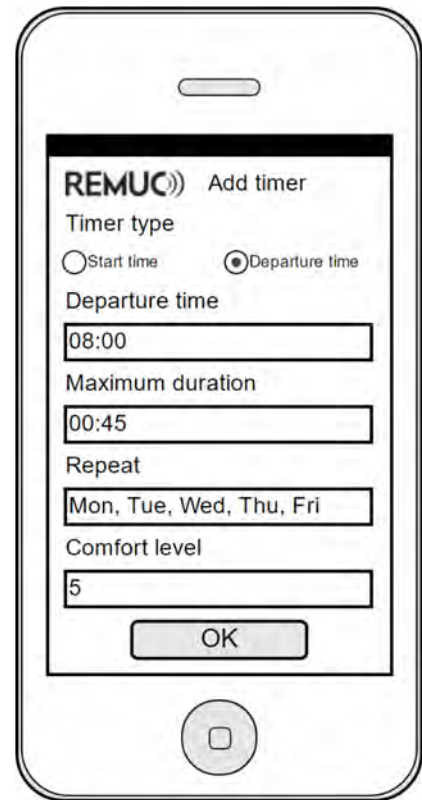 REMUC Add timer
Timer type
Start time Departure time
Departure time
08:00
Maximum duration
00:45
Repeat
Mon, Tue, Wed, Thu, Fri
Comfort level
5
OK